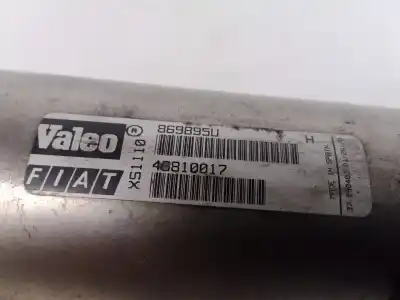 Valeo ®
FIAT
XS1110
869895U
H
46810017
MADE IN SPAIN